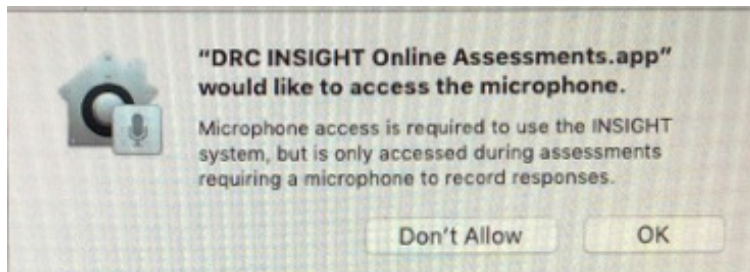 "DRC INSIGHT Online Assessments.app"
would like to access the microphone.
Microphone access is required to use the INSIGHT
system, but is only accessed during assessments
requiring a microphone to record responses.
Don't Allow
OK